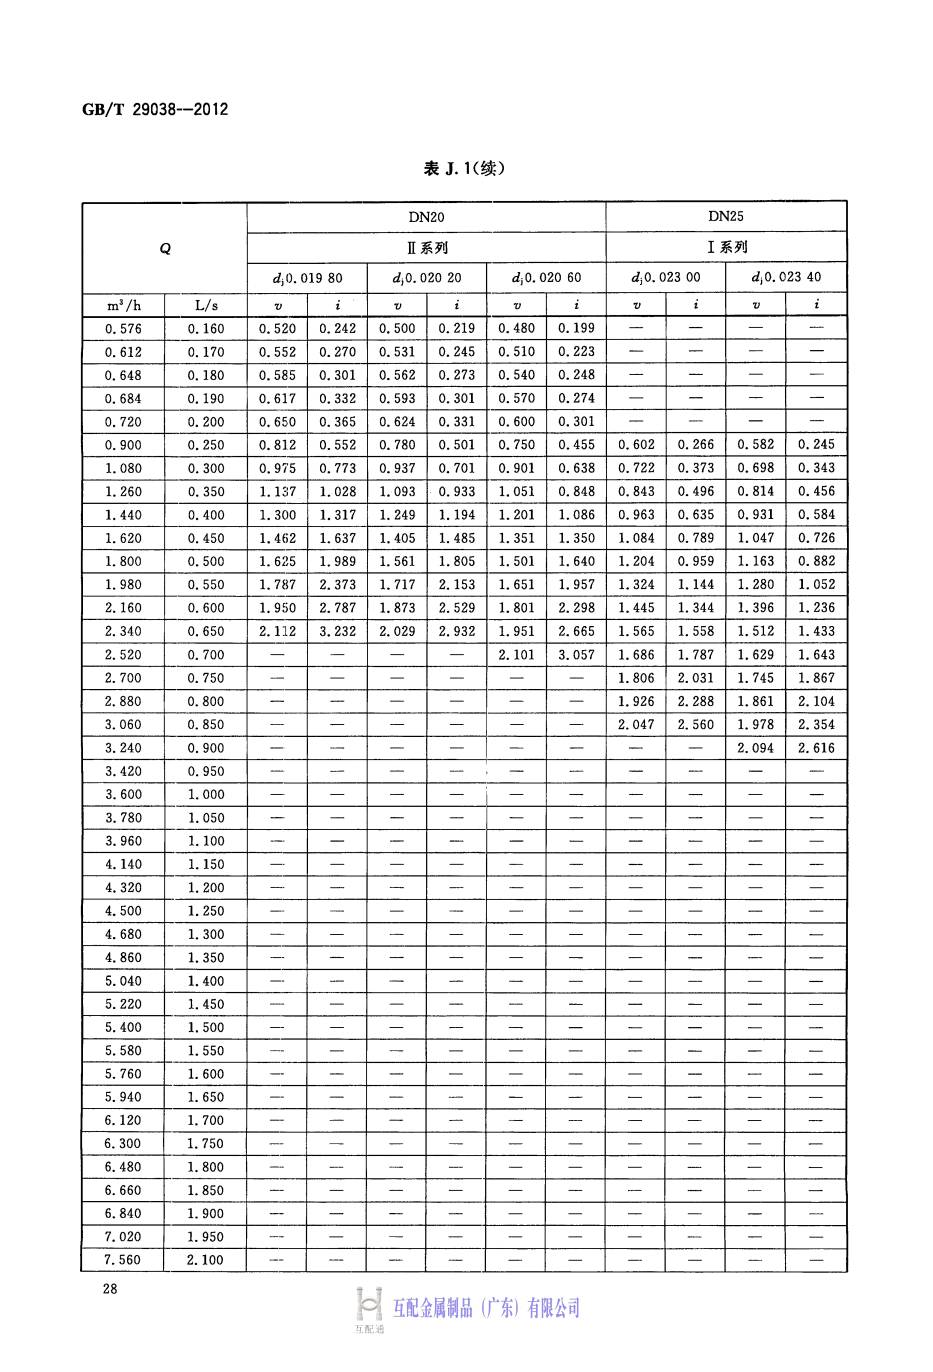 GB/T 29038--2012
表 J. 1(续)
Q DN20 DN25
Ⅱ系列 Ⅰ系列
dj0. 019 80 dj0. 020 20 dj0. 020 60 dj0. 023 00 dj0. 023 40
m³/h L/s v i v i v i v i v i
0. 576 0. 160 0. 520 0. 242 0. 500 0. 219 0. 480 0. 199 — — — —
0. 612 0. 170 0. 552 0. 270 0. 531 0. 245 0. 510 0. 223 — — — —
0. 648 0. 180 0. 585 0. 301 0. 562 0. 273 0. 540 0. 248 — — — —
0. 684 0. 190 0. 617 0. 332 0. 593 0. 301 0. 570 0. 274 — — — —
0. 720 0. 200 0. 650 0. 365 0. 624 0. 331 0. 600 0. 301 — — — —
0. 900 0. 250 0. 812 0. 552 0. 780 0. 501 0. 750 0. 455 0. 602 0. 266 0. 582 0. 245
1. 080 0. 300 0. 975 0. 773 0. 937 0. 701 0. 901 0. 638 0. 722 0. 373 0. 698 0. 343
1. 260 0. 350 1. 137 1. 028 1. 093 0. 933 1. 051 0. 848 0. 843 0. 496 0. 814 0. 456
1. 440 0. 400 1. 300 1. 317 1. 249 1. 194 1. 201 1. 086 0. 963 0. 635 0. 931 0. 584
1. 620 0. 450 1. 462 1. 637 1. 405 1. 485 1. 351 1. 350 1. 084 0. 789 1. 047 0. 726
1. 800 0. 500 1. 625 1. 989 1. 561 1. 805 1. 501 1. 640 1. 204 0. 959 1. 163 0. 882
1. 980 0. 550 1. 787 2. 373 1. 717 2. 153 1. 651 1. 957 1. 324 1. 144 1. 280 1. 052
2. 160 0. 600 1. 950 2. 787 1. 873 2. 529 1. 801 2. 298 1. 445 1. 344 1. 396 1. 236
2. 340 0. 650 2. 112 3. 232 2. 029 2. 932 1. 951 2. 665 1. 565 1. 558 1. 512 1. 433
2. 520 0. 700 — — — — 2. 101 3. 057 1. 686 1. 787 1. 629 1. 643
2. 700 0. 750 — — — — — — 1. 806 2. 031 1. 745 1. 867
2. 880 0. 800 — — — — — — 1. 926 2. 288 1. 861 2. 104
3. 060 0. 850 — — — — — — 2. 047 2. 560 1. 978 2. 354
3. 240 0. 900 — — — — — — — — 2. 094 2. 616
3. 420 0. 950 — — — — — — — — — —
3. 600 1. 000 — — — — — — — — — —
3. 780 1. 050 — — — — — — — — — —
3. 960 1. 100 — — — — — — — — — —
4. 140 1. 150 — — — — — — — — — —
4. 320 1. 200 — — — — — — — — — —
4. 500 1. 250 — — — — — — — — — —
4. 680 1. 300 — — — — — — — — — —
4. 860 1. 350 — — — — — — — — — —
5. 040 1. 400 — — — — — — — — — —
5. 220 1. 450 — — — — — — — — — —
5. 400 1. 500 — — — — — — — — — —
5. 580 1. 550 — — — — — — — — — —
5. 760 1. 600 — — — — — — — — — —
5. 940 1. 650 — — — — — — — — — —
6. 120 1. 700 — — — — — — — — — —
6. 300 1. 750 — — — — — — — — — —
6. 480 1. 800 — — — — — — — — — —
6. 660 1. 850 — — — — — — — — — —
6. 840 1. 900 — — — — — — — — — —
7. 020 1. 950 — — — — — — — — — —
7. 560 2. 100 — — — — — — — — — —
28
互配金属制品（广东）有限公司
互配通